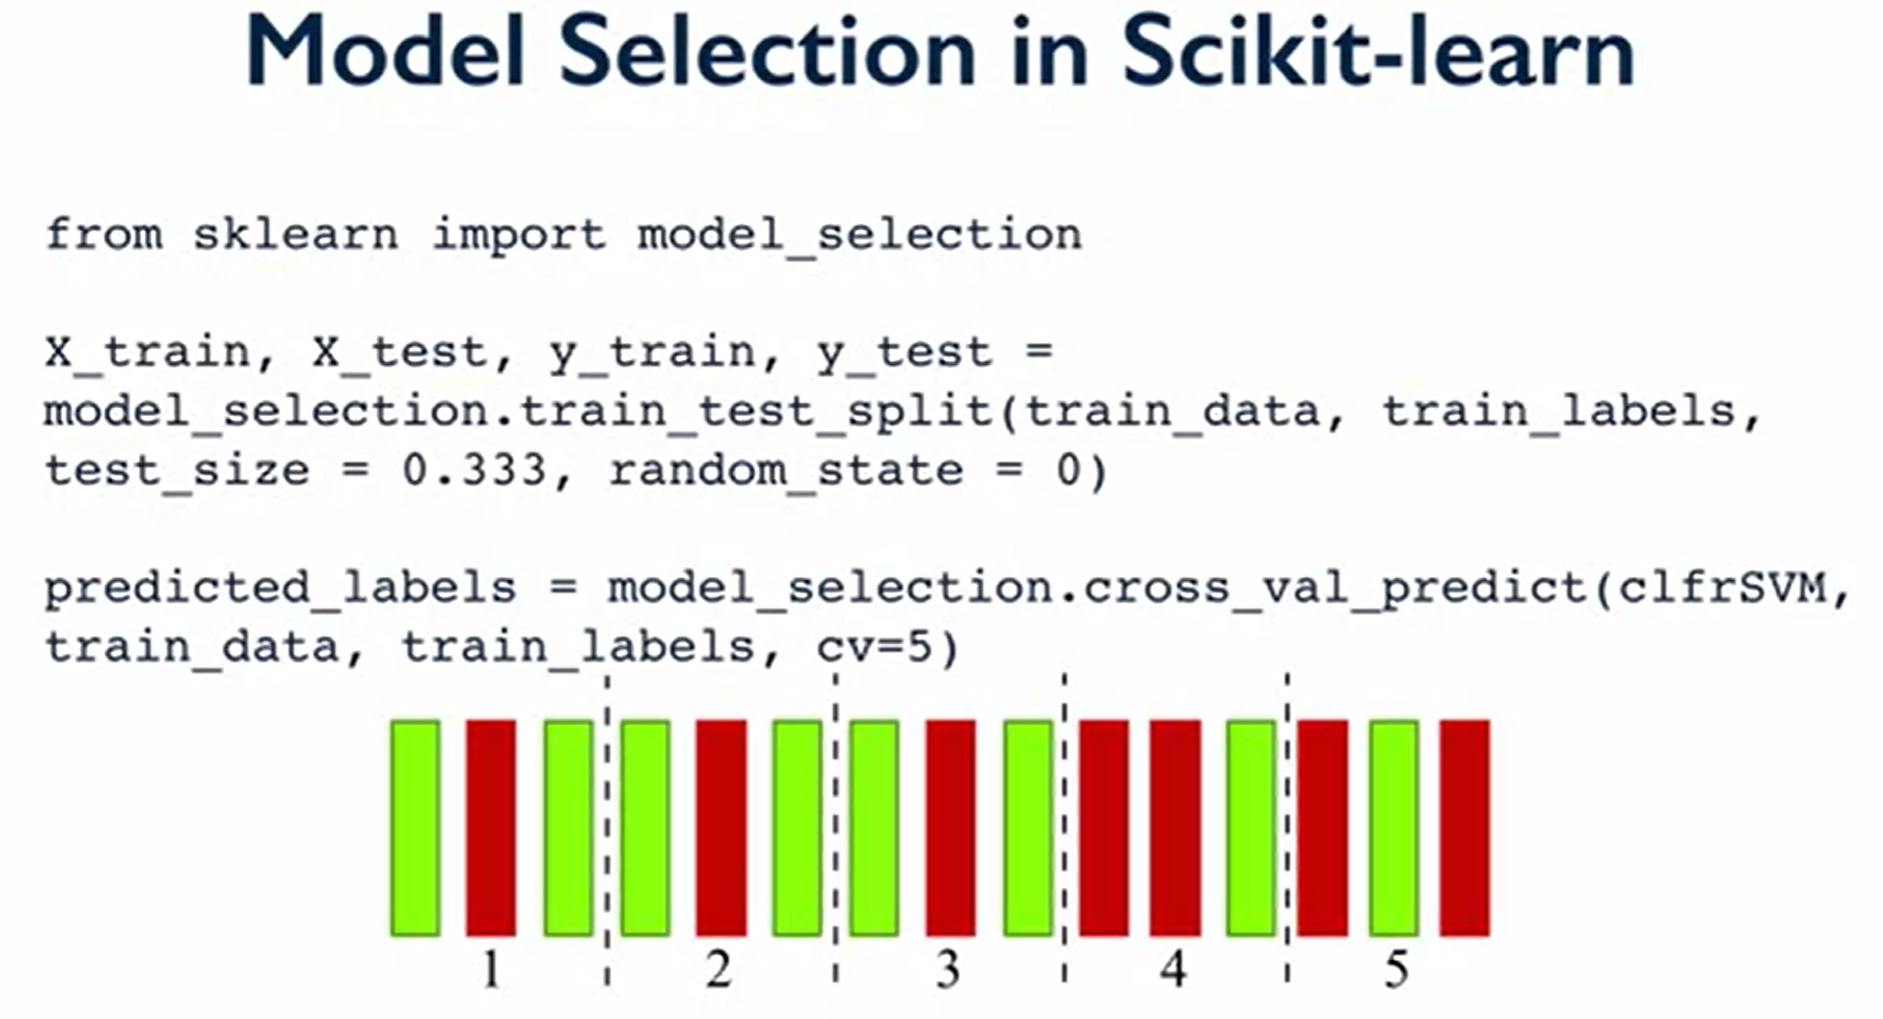 Model Selection in Scikit-learn
from sklearn import model_selection
X_train, X_test, y_train, y_test =
model_selection.train_test_split(train_data, train_labels,
test_size = 0.333, random_state = 0)
predicted_labels = model_selection.cross_val_predict(clfrSVM,
train_data, train_labels, cv=5)
1 2 3 4 5